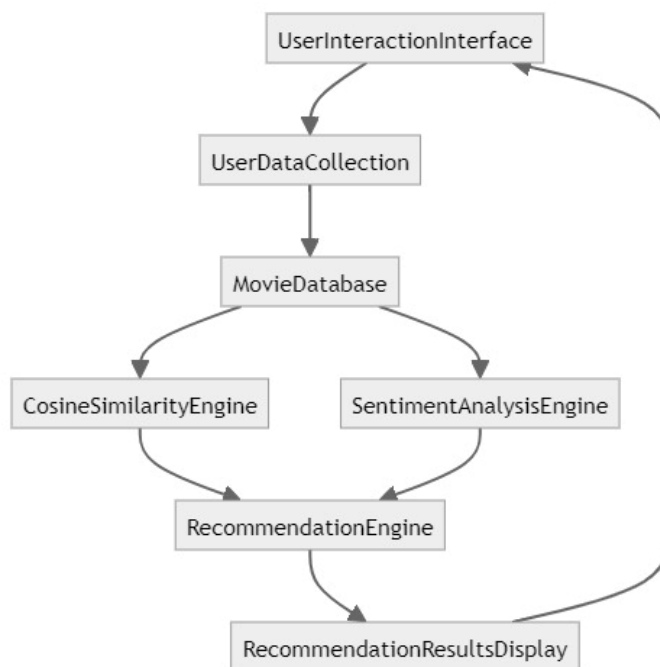 UserInteractionInterface
UserDataCollection
MovieDatabase
CosineSimilarityEngine
SentimentAnalysisEngine
RecommendationEngine
RecommendationResultsDisplay